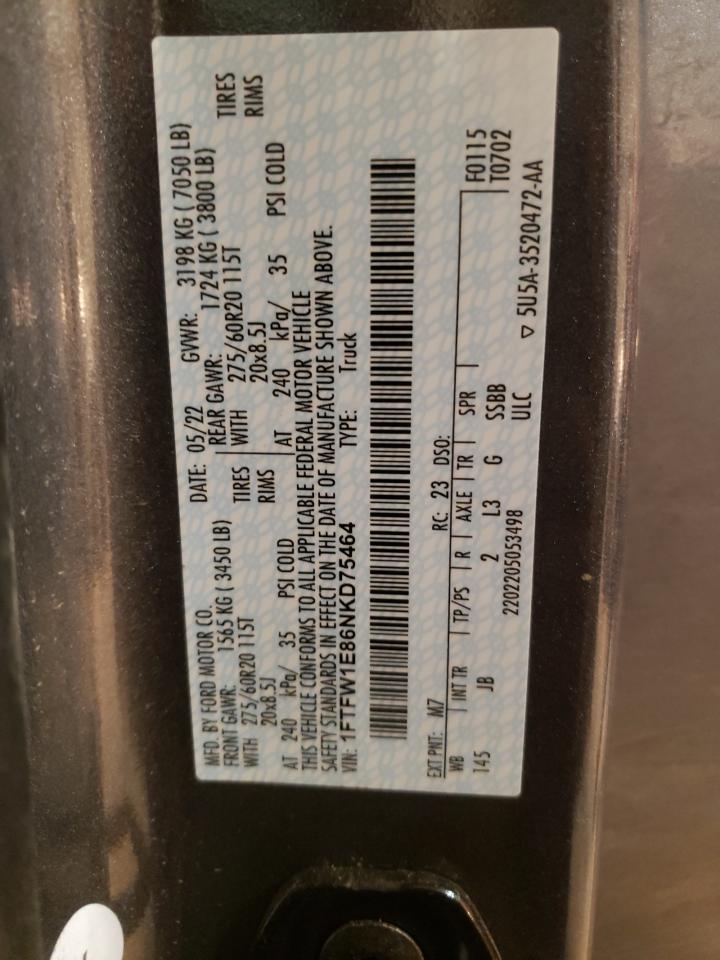 MFD. BY FORD MOTOR CO. DATE: 05/22 GVWR: 3198 KG ( 7050 LB)
FRONT GAWR: 1565 KG ( 3450 LB) REAR GAWR: 1724 KG ( 3800 LB)
WITH 275/60R20 115T TIRES WITH 275/60R20 115T TIRES
20x8.5J RIMS 20x8.5J RIMS
AT 240 kPa/ 35 PSI COLD AT 240 kPa/ 35 PSI COLD
THIS VEHICLE CONFORMS TO ALL APPLICABLE FEDERAL MOTOR VEHICLE
SAFETY STANDARDS IN EFFECT ON THE DATE OF MANUFACTURE SHOWN ABOVE.
VIN: 1FTFW1E86NKD75464 TYPE: Truck
EXT PNT: M7 RC: 23 DSO: F0115
WB INT TR TP/PS R AXLE TR SPR T0702
145 JB 2 L3 G SSBB
2202205053498 ULC ▽ 5U5A-3520472-AA